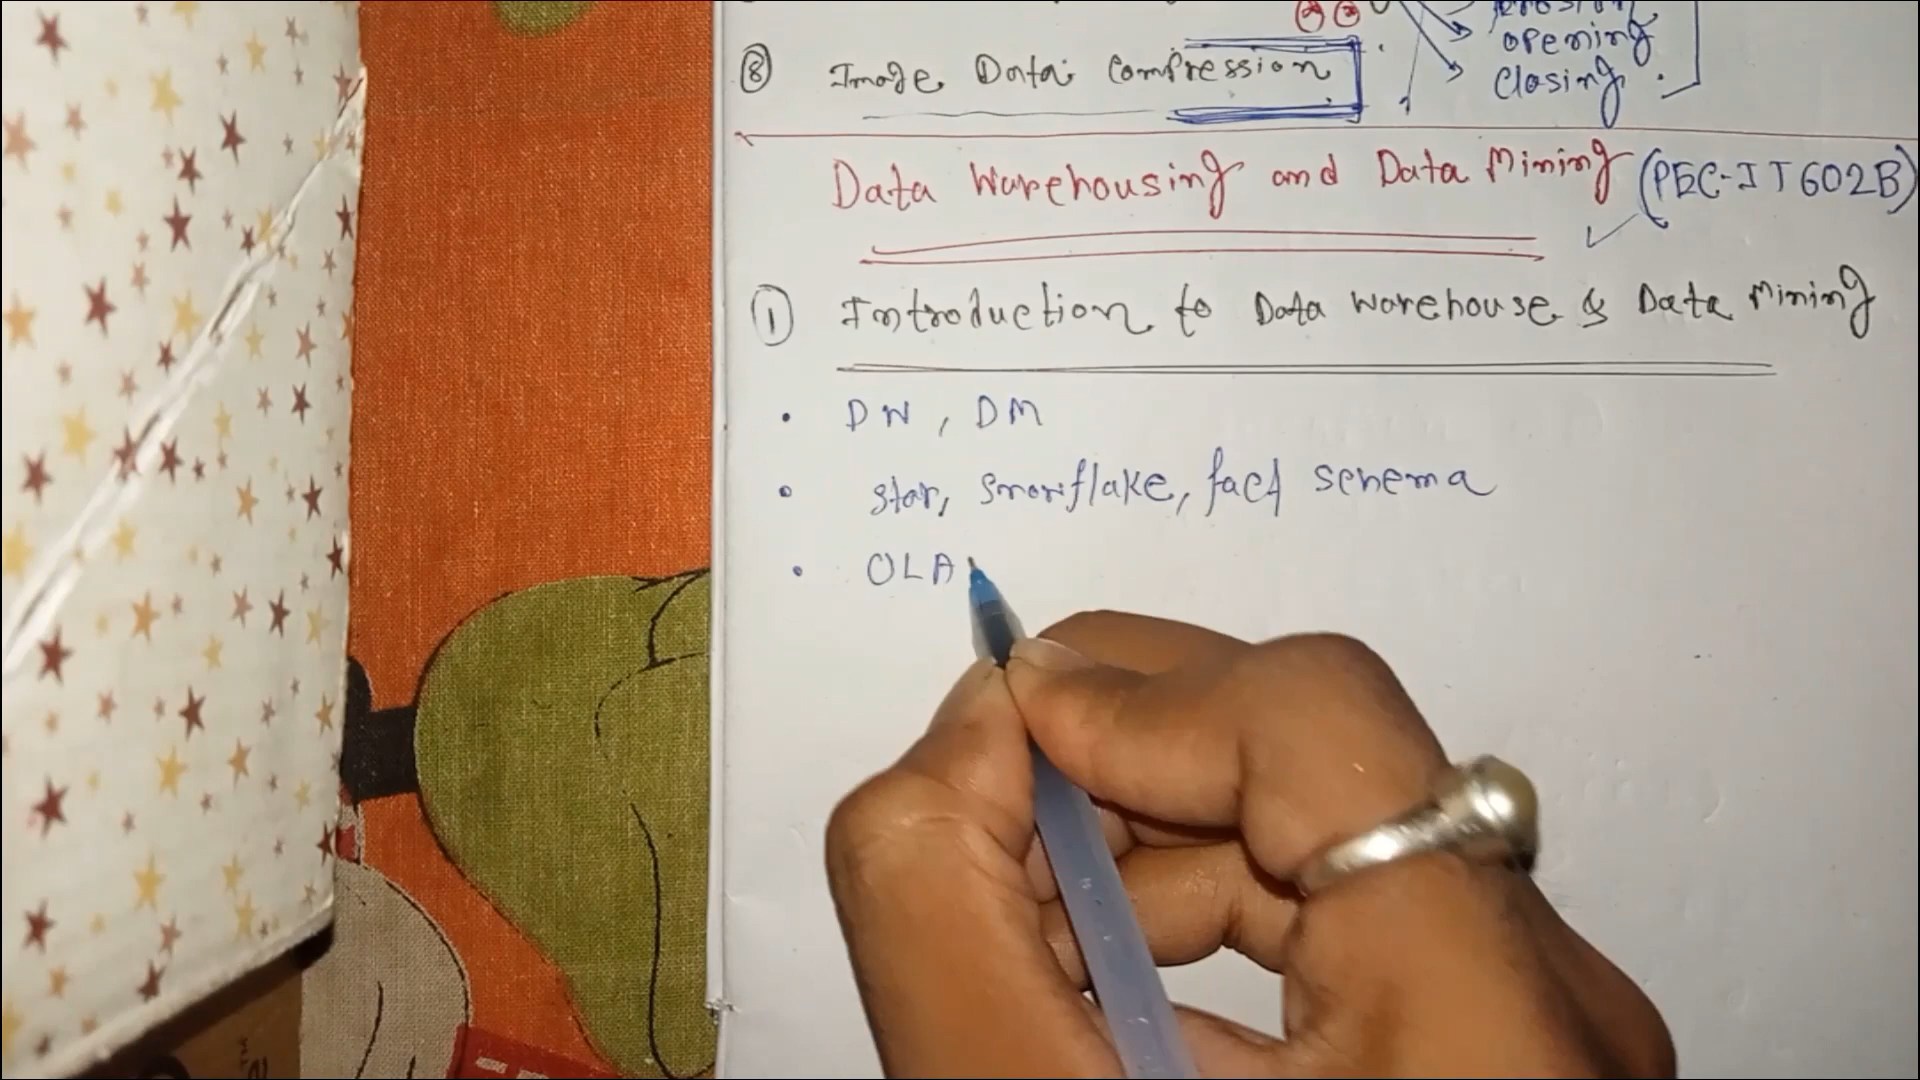 opening
⑧ Image Data Compression
Closing.
Data Warehousing and Data Mining (PEC-IT602B)
① Introduction to Data Warehouse & Data Mining
• DW, DM
• star, snowflake, fact schema
• OLA